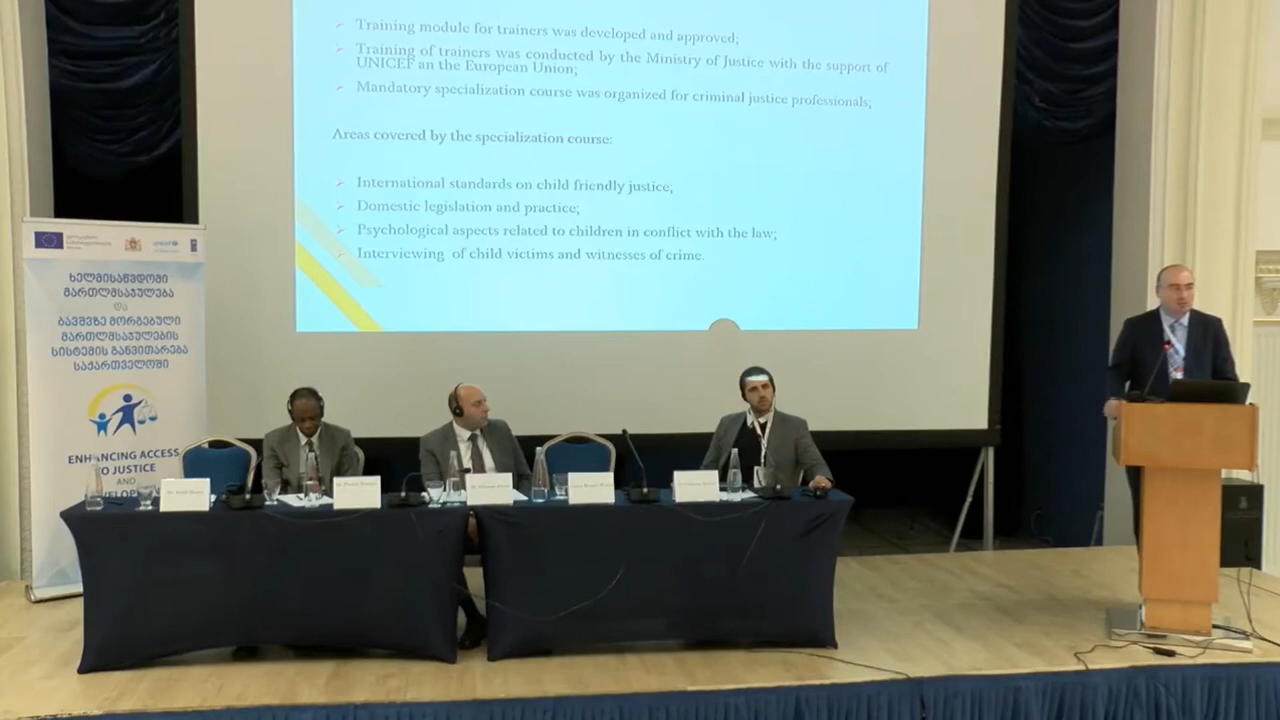 Training module for trainers was developed and approved;
Training of trainers was conducted by the Ministry of Justice with the support of
UNICEF an the European Union;
Mandatory specialization course was organized for criminal justice professionals;
Areas covered by the specialization course:
International standards on child friendly justice;
Domestic legislation and practice;
Psychological aspects related to children in conflict with the law;
Interviewing of child victims and witnesses of crime.
unicef
ხელმისაწვდომი
მართლმსაჯულება
და
ბავშვზე მორგებული
მართლმსაჯულების
სისტემის განვითარება
საქართველოში
ENHANCING ACCESS
TO JUSTICE
AND